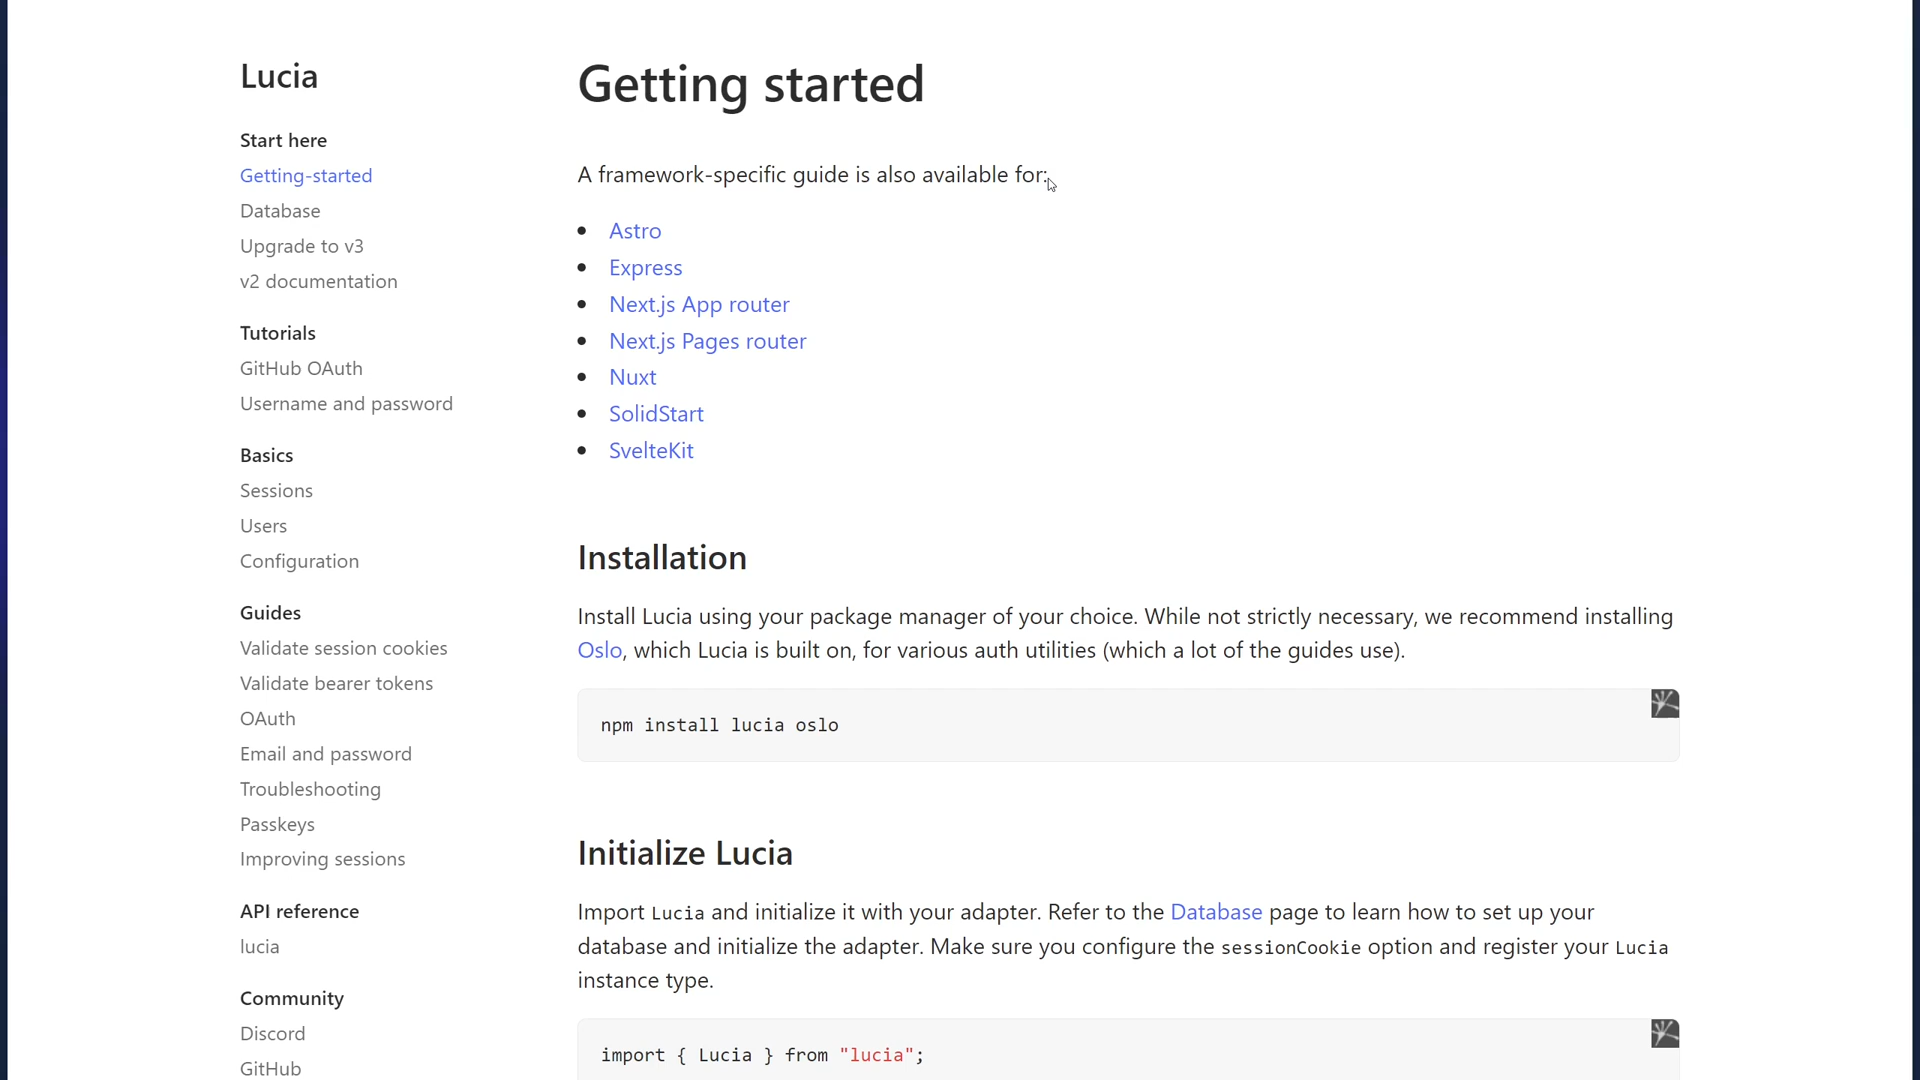 Lucia
Start here
Getting-started
Database
Upgrade to v3
v2 documentation
Tutorials
GitHub OAuth
Username and password
Basics
Sessions
Users
Configuration
Guides
Validate session cookies
Validate bearer tokens
OAuth
Email and password
Troubleshooting
Passkeys
Improving sessions
API reference
lucia
Community
Discord
GitHub
Getting started
A framework-specific guide is also available for:
Astro
Express
Next.js App router
Next.js Pages router
Nuxt
SolidStart
SvelteKit
Installation
Install Lucia using your package manager of your choice. While not strictly necessary, we recommend installing
Oslo, which Lucia is built on, for various auth utilities (which a lot of the guides use).
npm install lucia oslo
Initialize Lucia
Import Lucia and initialize it with your adapter. Refer to the Database page to learn how to set up your
database and initialize the adapter. Make sure you configure the sessionCookie option and register your Lucia
instance type.
import { Lucia } from "lucia";